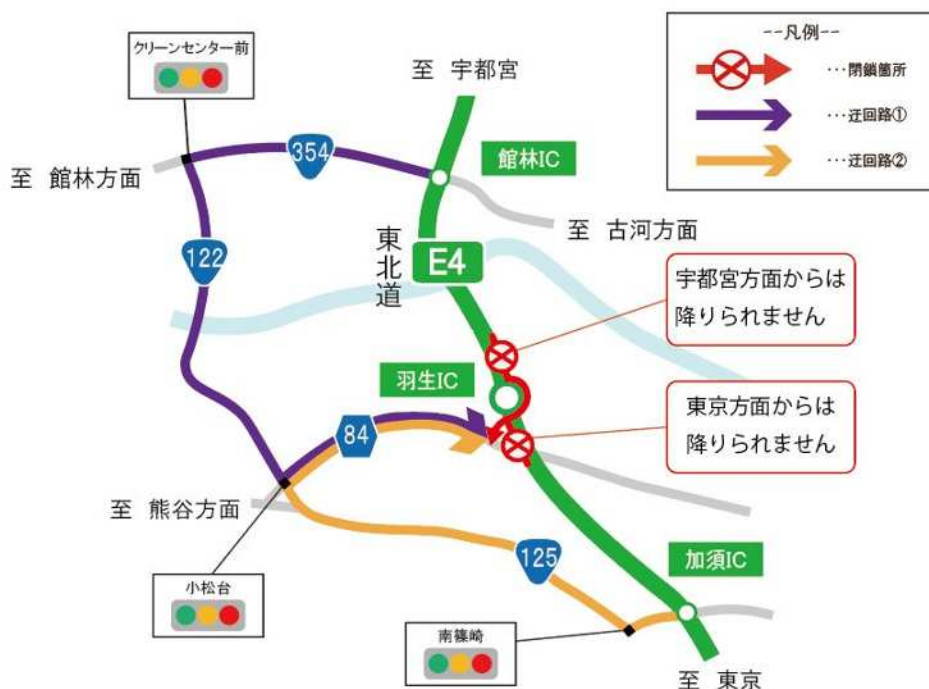 クリーンセンター前
至 宇都宮
--凡例--
…閉鎖箇所
…迂回路①
…迂回路②
354
館林IC
至 館林方面
至 古河方面
122
東北道
E4
宇都宮方面からは
降りられません
羽生IC
東京方面からは
降りられません
84
至 熊谷方面
125
加須IC
小松台
南篠崎
至 東京